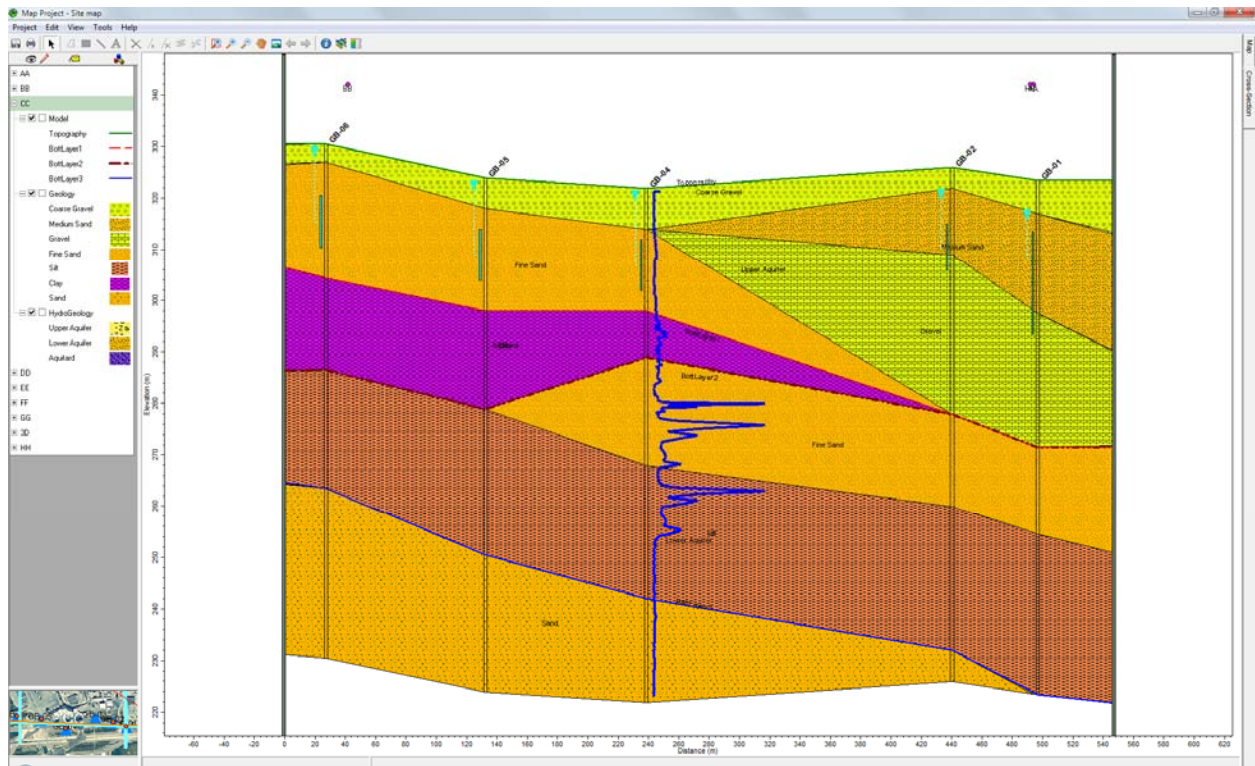 Map Project - Site map
Project Edit View Tools Help
Map
Cross-Section
AA
BB
CC
Model
Topography
BottLayer1
BottLayer2
BottLayer3
Geology
Coarse Gravel
Medium Sand
Gravel
Fine Sand
Silt
Clay
Sand
HydroGeology
Upper Aquifer
Lower Aquifer
Aquitard
DD
EE
FF
GG
3D
HH
Elevation (m)
340
330
320
310
300
290
280
270
260
250
240
230
220
BB
GB-06
GB-05
GB-04
GB-02
GB-01
Topography
Coarse Gravel
Medium Sand
Fine Sand
Upper Aquifer
Gravel
BottLayer2
Fine Sand
Silt
Lower Aquifer
Sand
-60 -40 -20 0 20 40 60 80 100 120 140 160 180 200 220 240 260 280 300 320 340 360 380 400 420 440 460 480 500 520 540 560 580 600 620
Distance (m)